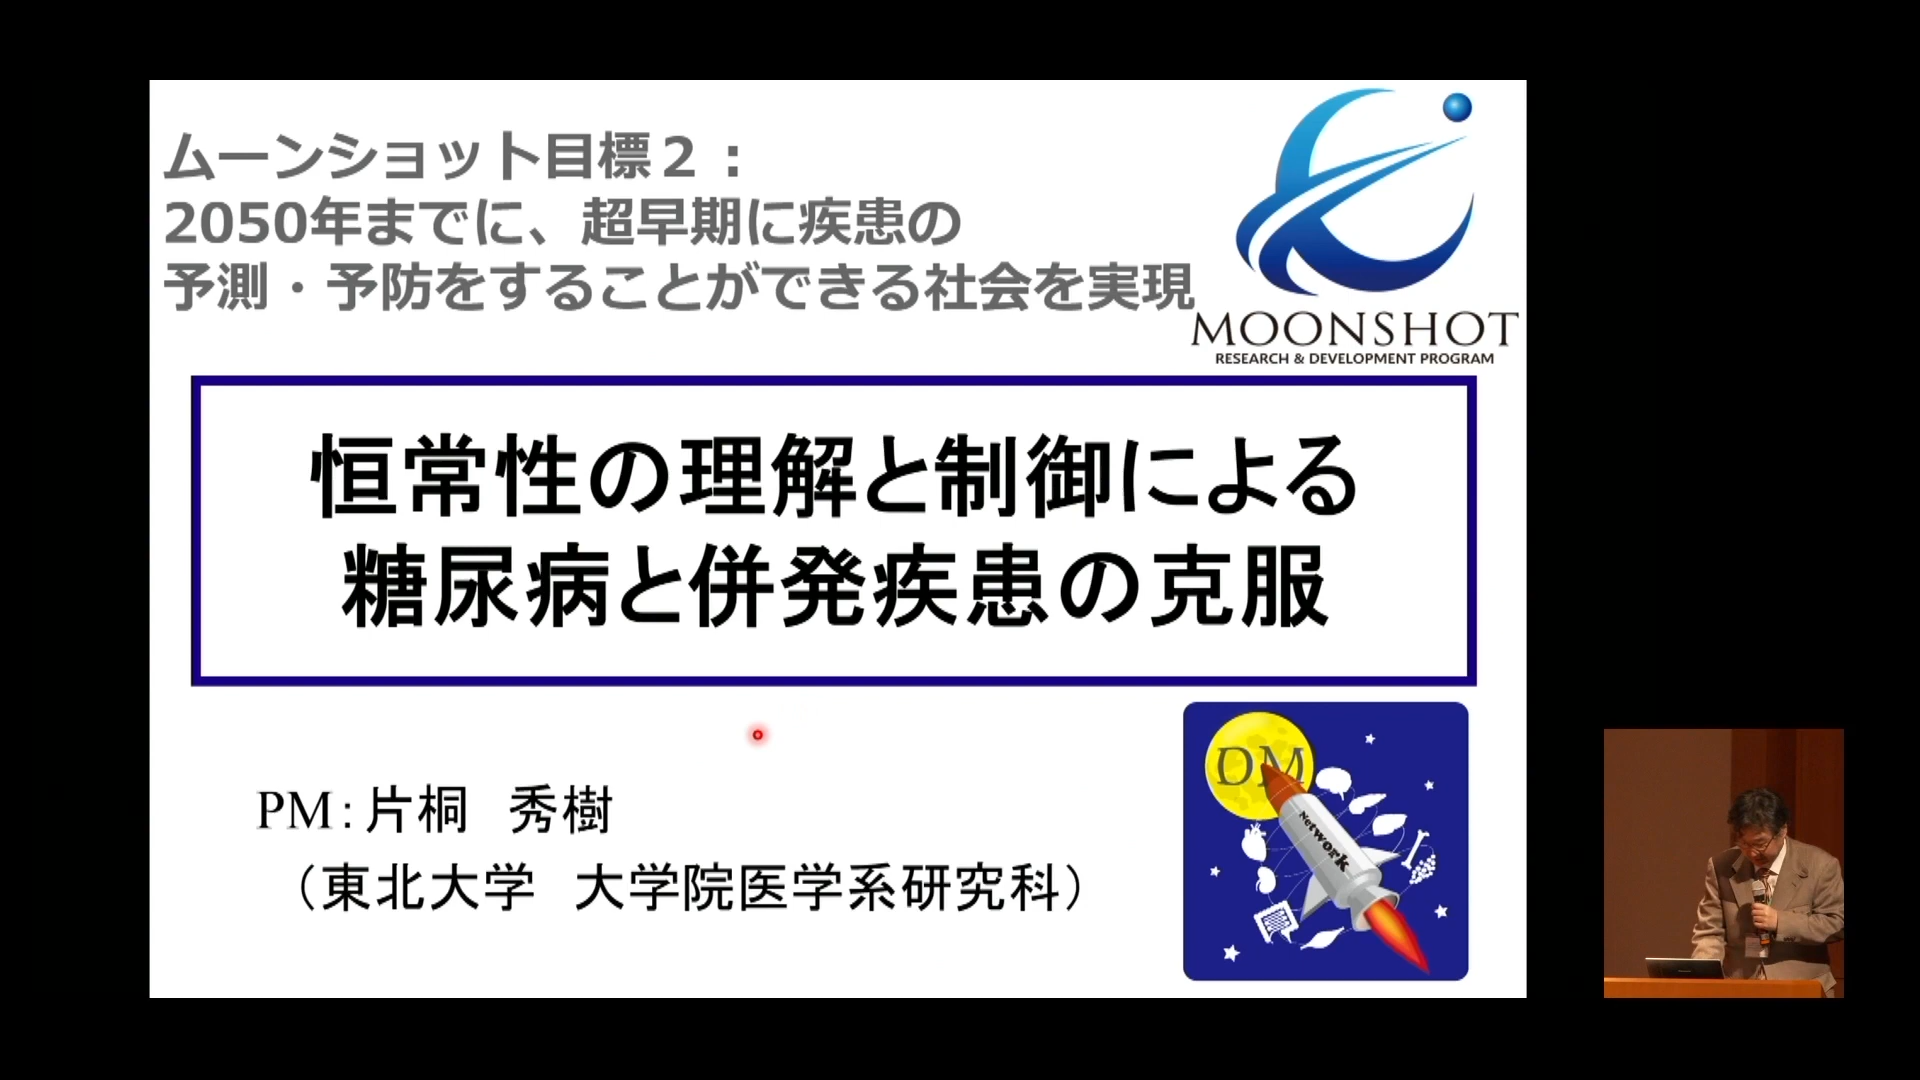 ムーンショット目標２：
2050年までに、超早期に疾患の
予測・予防をすることができる社会を実現
MOONSHOT
RESEARCH & DEVELOPMENT PROGRAM
恒常性の理解と制御による
糖尿病と併発疾患の克服
PM：片桐　秀樹
（東北大学　大学院医学系研究科）
DM
Network